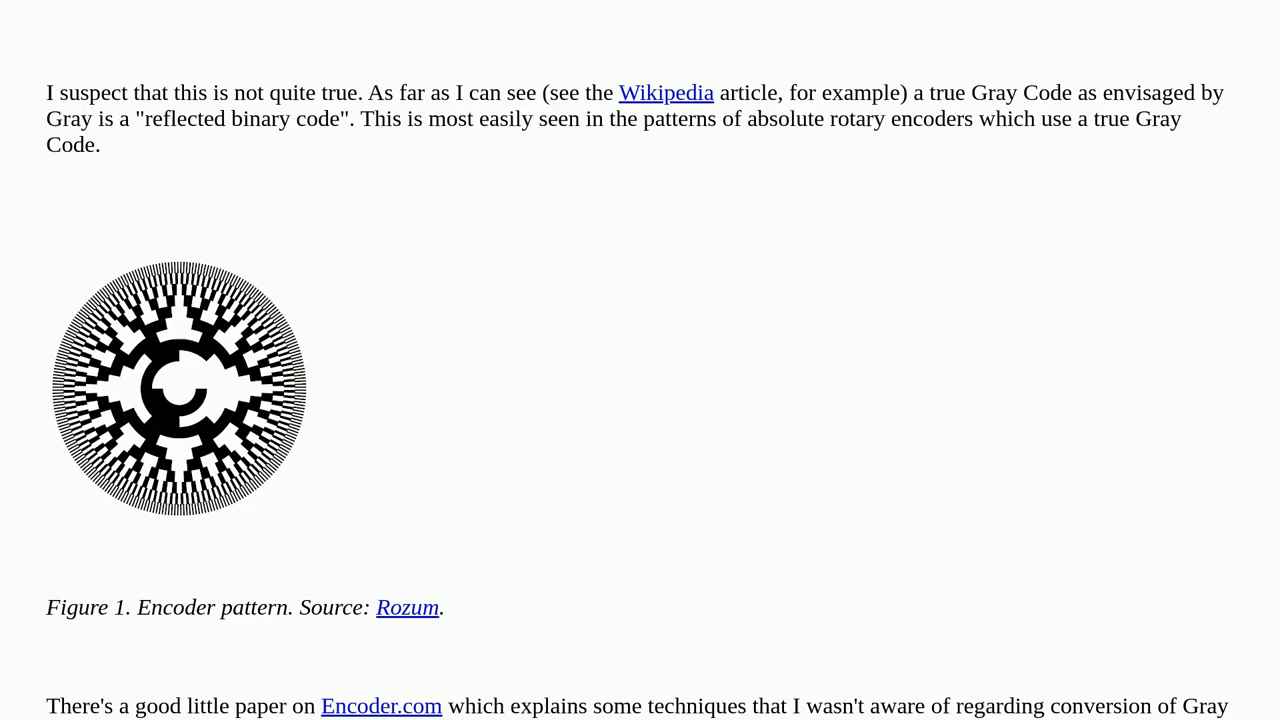 I suspect that this is not quite true. As far as I can see (see the Wikipedia article, for example) a true Gray Code as envisaged by
Gray is a "reflected binary code". This is most easily seen in the patterns of absolute rotary encoders which use a true Gray
Code.
Figure 1. Encoder pattern. Source: Rozum.
There's a good little paper on Encoder.com which explains some techniques that I wasn't aware of regarding conversion of Gray